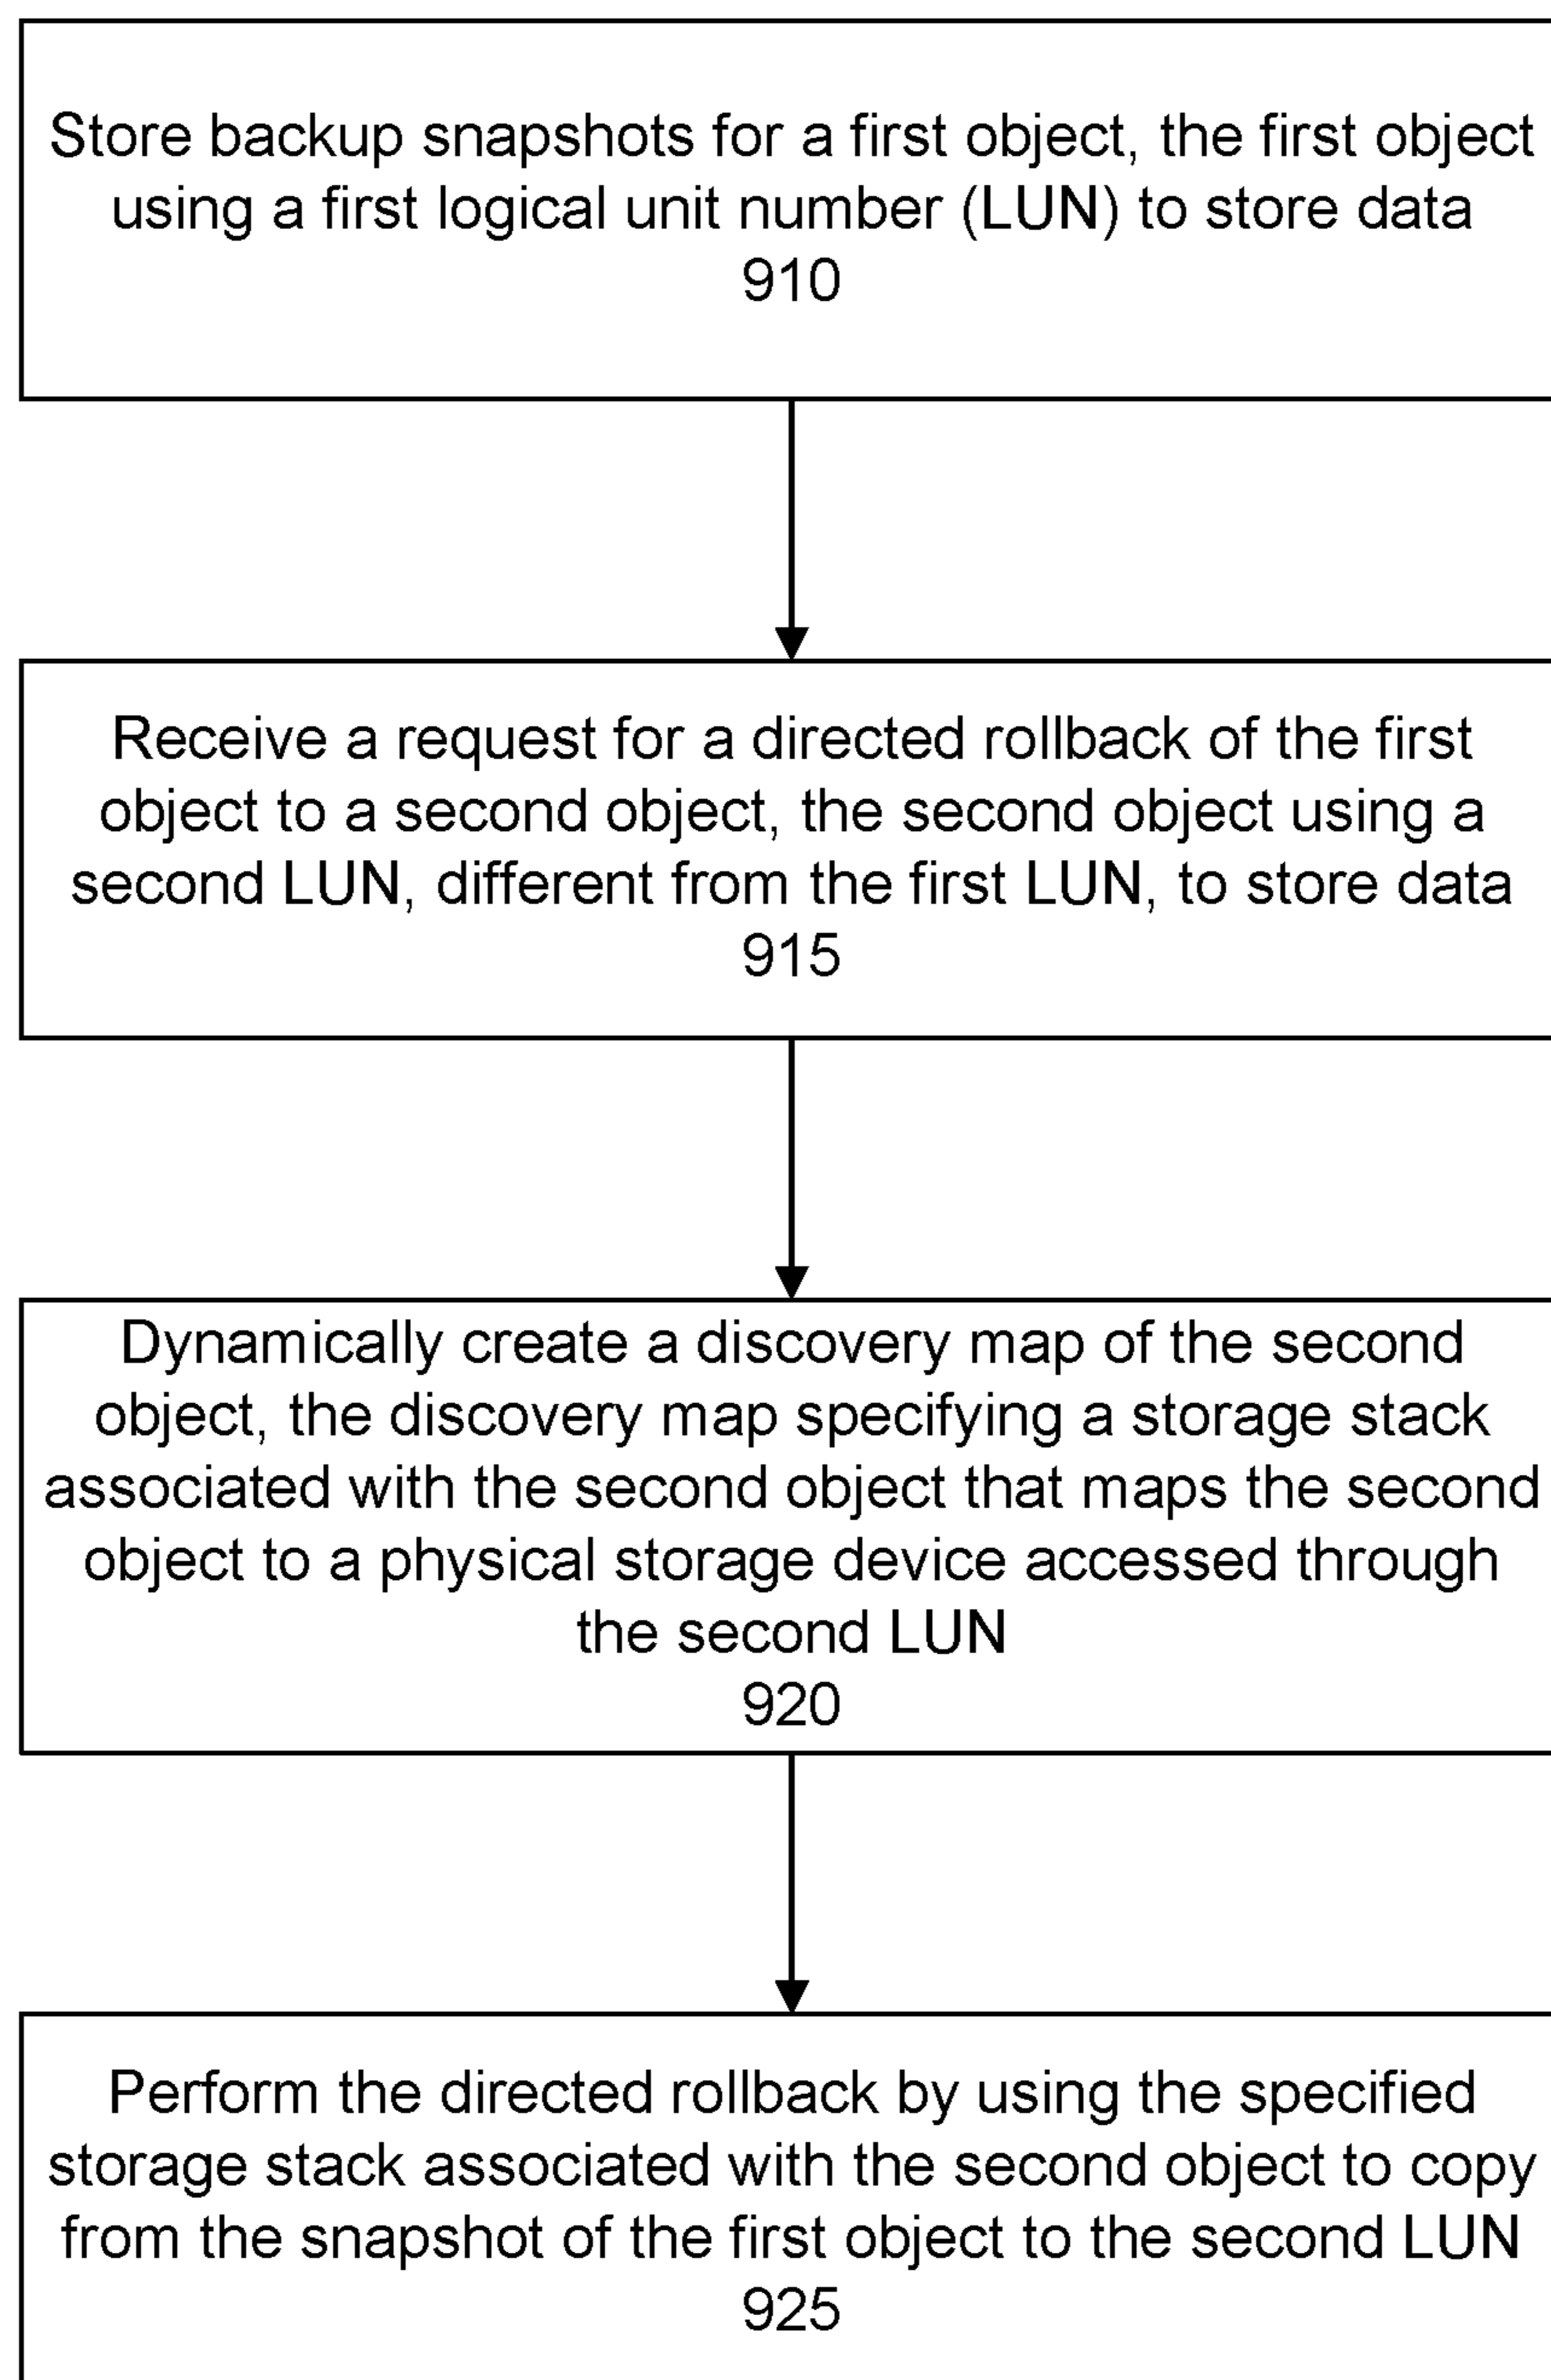 Store backup snapshots for a first object, the first object
using a first logical unit number (LUN) to store data
910
Receive a request for a directed rollback of the first
object to a second object, the second object using a
second LUN, different from the first LUN, to store data
915
Dynamically create a discovery map of the second
object, the discovery map specifying a storage stack
associated with the second object that maps the second
object to a physical storage device accessed through
the second LUN
920
Perform the directed rollback by using the specified
storage stack associated with the second object to copy
from the snapshot of the first object to the second LUN
925